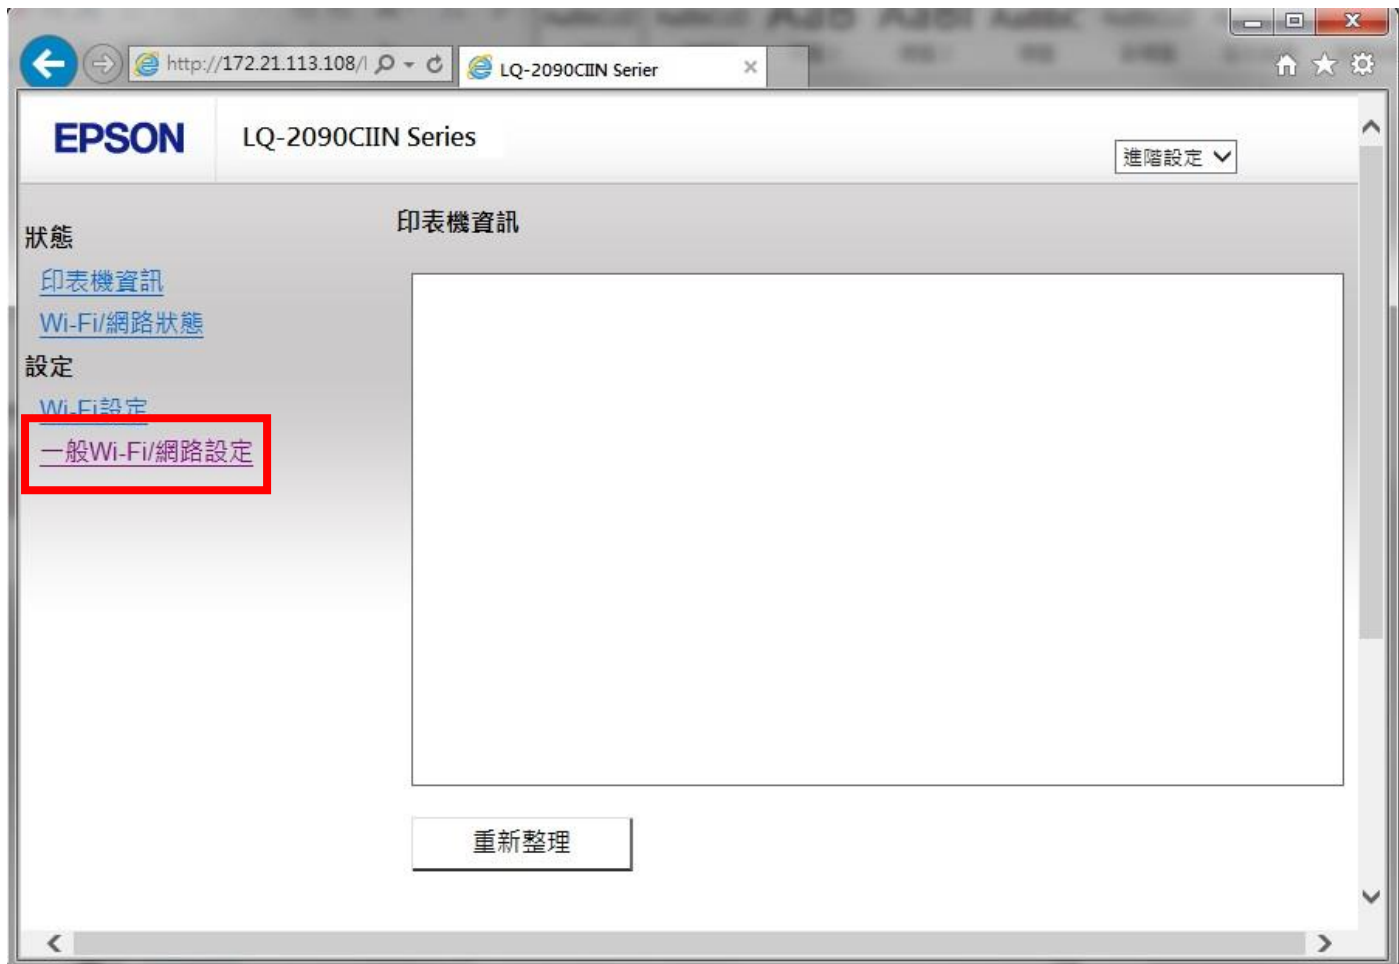 http://172.21.113.108/l
LQ-2090CIIN Serier
EPSON
LQ-2090CIIN Series
進階設定
狀態
印表機資訊
Wi-Fi/網路狀態
設定
Wi-Fi設定
一般Wi-Fi/網路設定
印表機資訊
重新整理